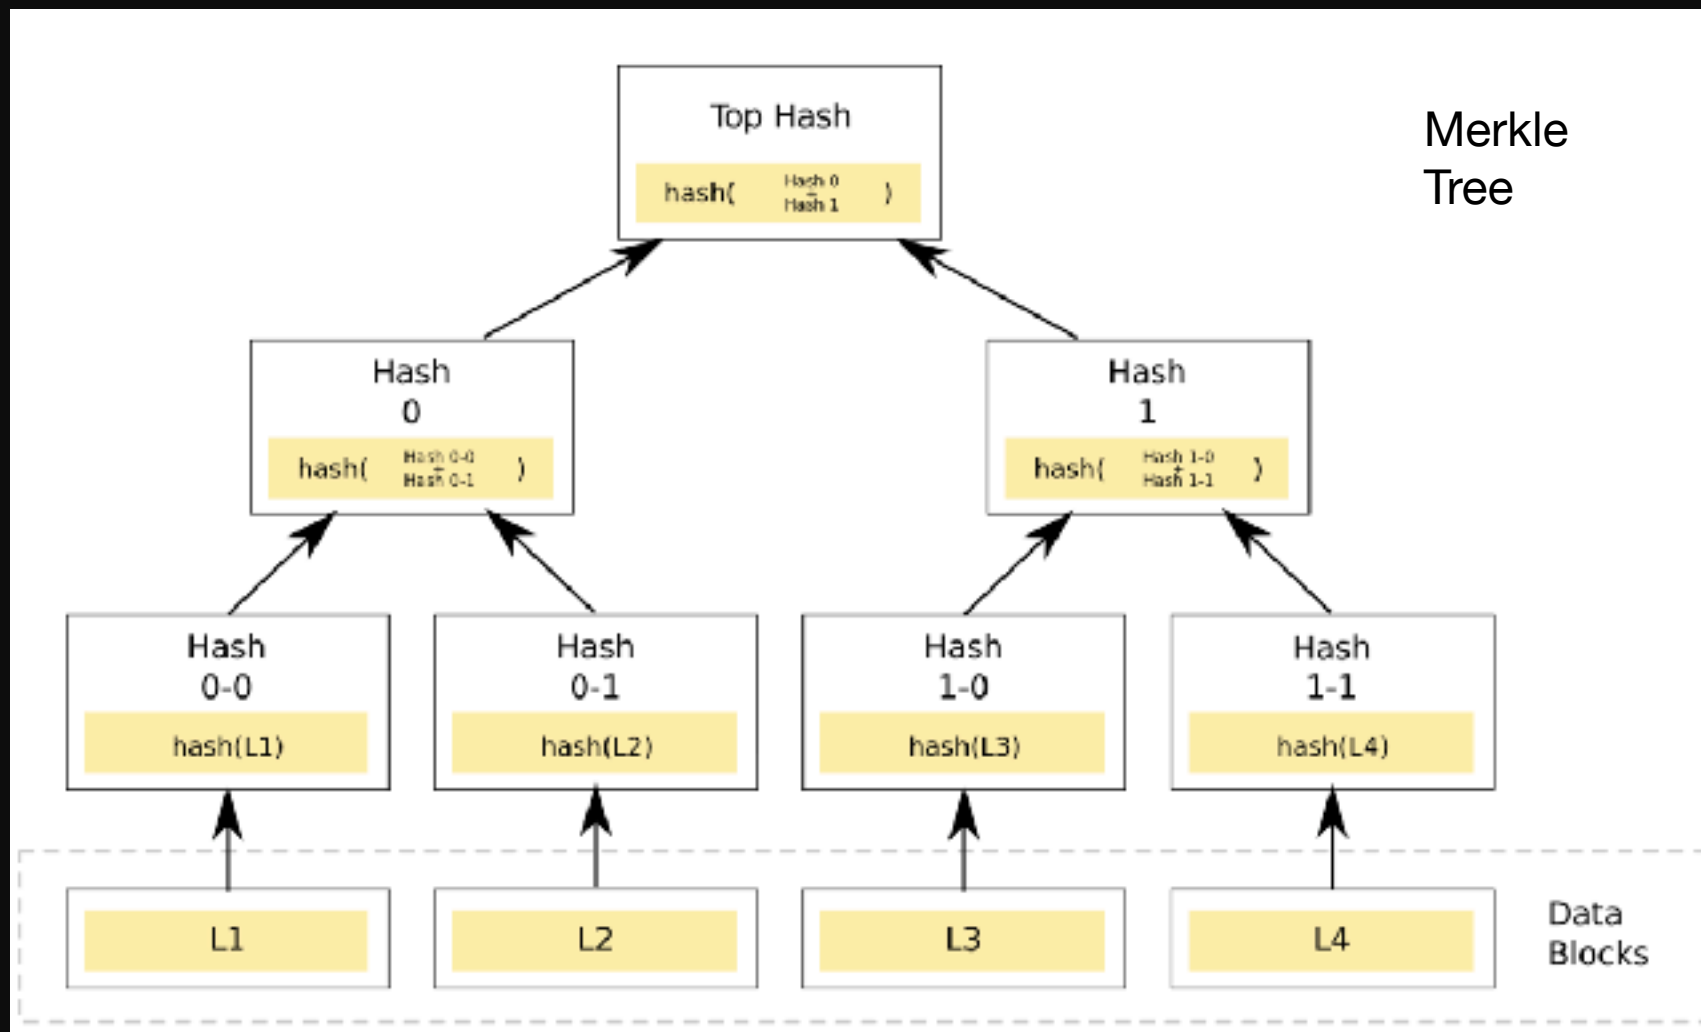 Merkle
Tree
Top Hash
hash( Hash 0 + Hash 1 )
Hash
0
hash( Hash 0-0 + Hash 0-1 )
Hash
1
hash( Hash 1-0 + Hash 1-1 )
Hash
0-0
hash(L1)
Hash
0-1
hash(L2)
Hash
1-0
hash(L3)
Hash
1-1
hash(L4)
L1
L2
L3
L4
Data
Blocks